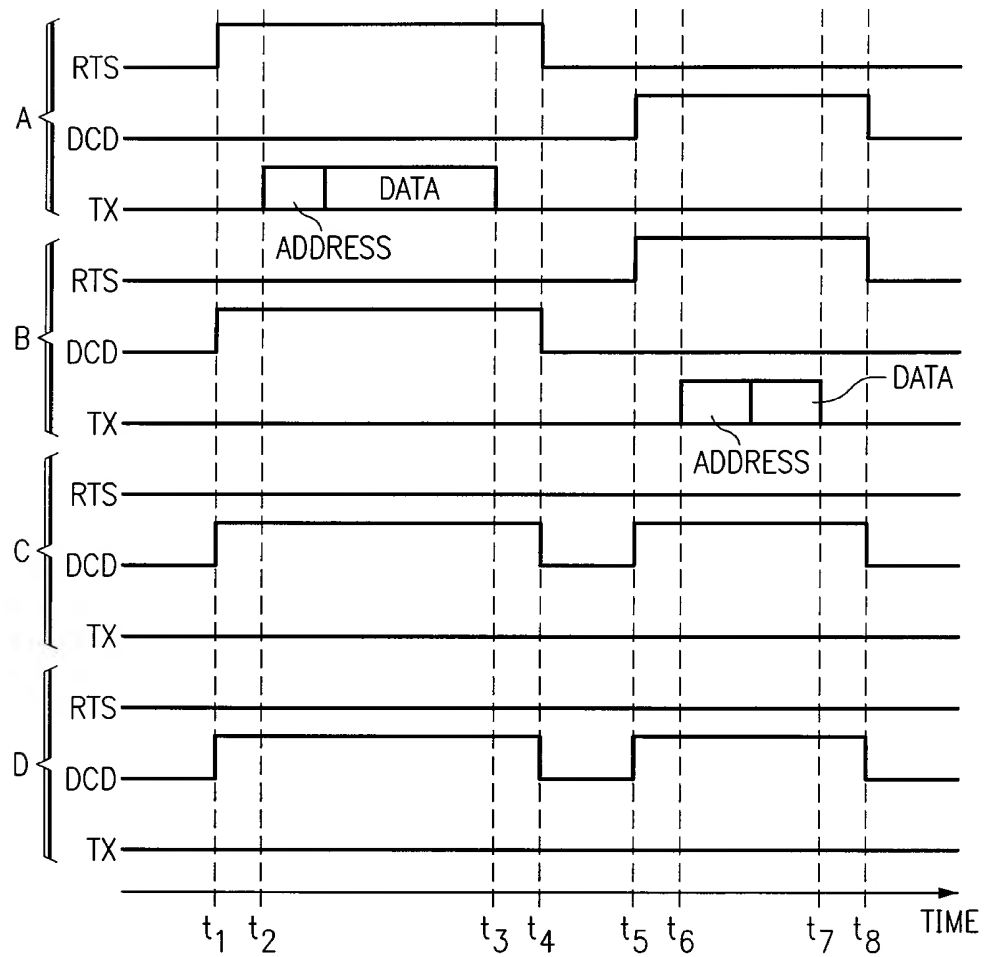 A
RTS
DCD
TX
DATA
ADDRESS
B
RTS
DCD
TX
DATA
ADDRESS
C
RTS
DCD
TX
D
RTS
DCD
TX
t1 t2 t3 t4 t5 t6 t7 t8 TIME